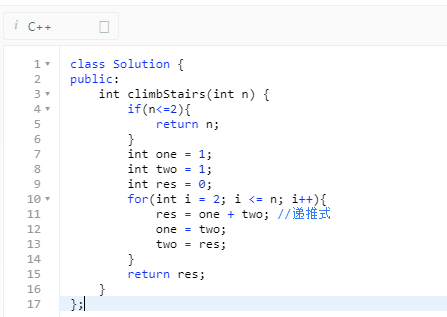 i C++
1 class Solution {
2 public:
3     int climbStairs(int n) {
4         if(n<=2){
5             return n;
6         }
7         int one = 1;
8         int two = 1;
9         int res = 0;
10         for(int i = 2; i <= n; i++){
11             res = one + two; //递推式
12             one = two;
13             two = res;
14         }
15         return res;
16     }
17 };